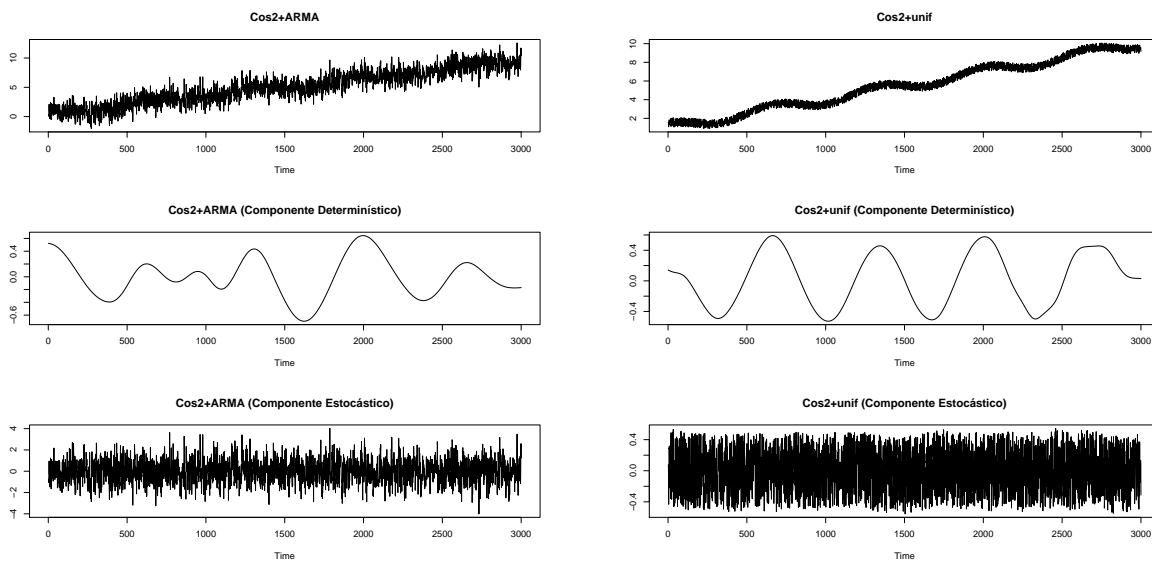 Cos2+ARMA
0 5 10
0 500 1000 1500 2000 2500 3000
Time
Cos2+unif
2 4 6 8 10
0 500 1000 1500 2000 2500 3000
Time
Cos2+ARMA (Componente Determinístico)
−0.6 0.0 0.4
0 500 1000 1500 2000 2500 3000
Time
Cos2+unif (Componente Determinístico)
−0.4 0.0 0.4
0 500 1000 1500 2000 2500 3000
Time
Cos2+ARMA (Componente Estocástico)
−4 −2 0 2 4
0 500 1000 1500 2000 2500 3000
Time
Cos2+unif (Componente Estocástico)
−0.4 0.0 0.4
0 500 1000 1500 2000 2500 3000
Time